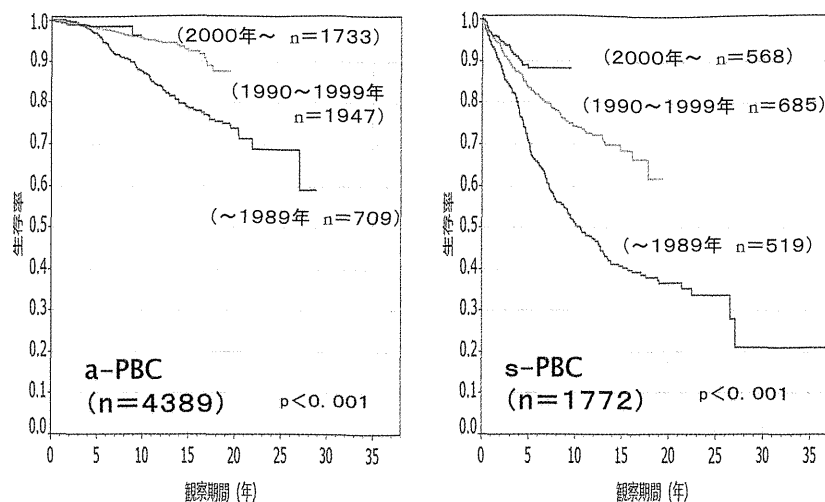 1.0
0.9
0.8
0.7
0.6
0.5
0.4
0.3
0.2
0.1
0.0
生存率
(2000年～ n=1733)
(1990～1999年
n=1947)
(～1989年 n=709)
a-PBC
(n=4389)
p<0.001
0 5 10 15 20 25 30 35
観察期間 (年)
1.0
0.9
0.8
0.7
0.6
0.5
0.4
0.3
0.2
0.1
0.0
生存率
(2000年～ n=568)
(1990～1999年 n=685)
(～1989年 n=519)
s-PBC
(n=1772)
p<0.001
0 5 10 15 20 25 30 35
観察期間 (年)